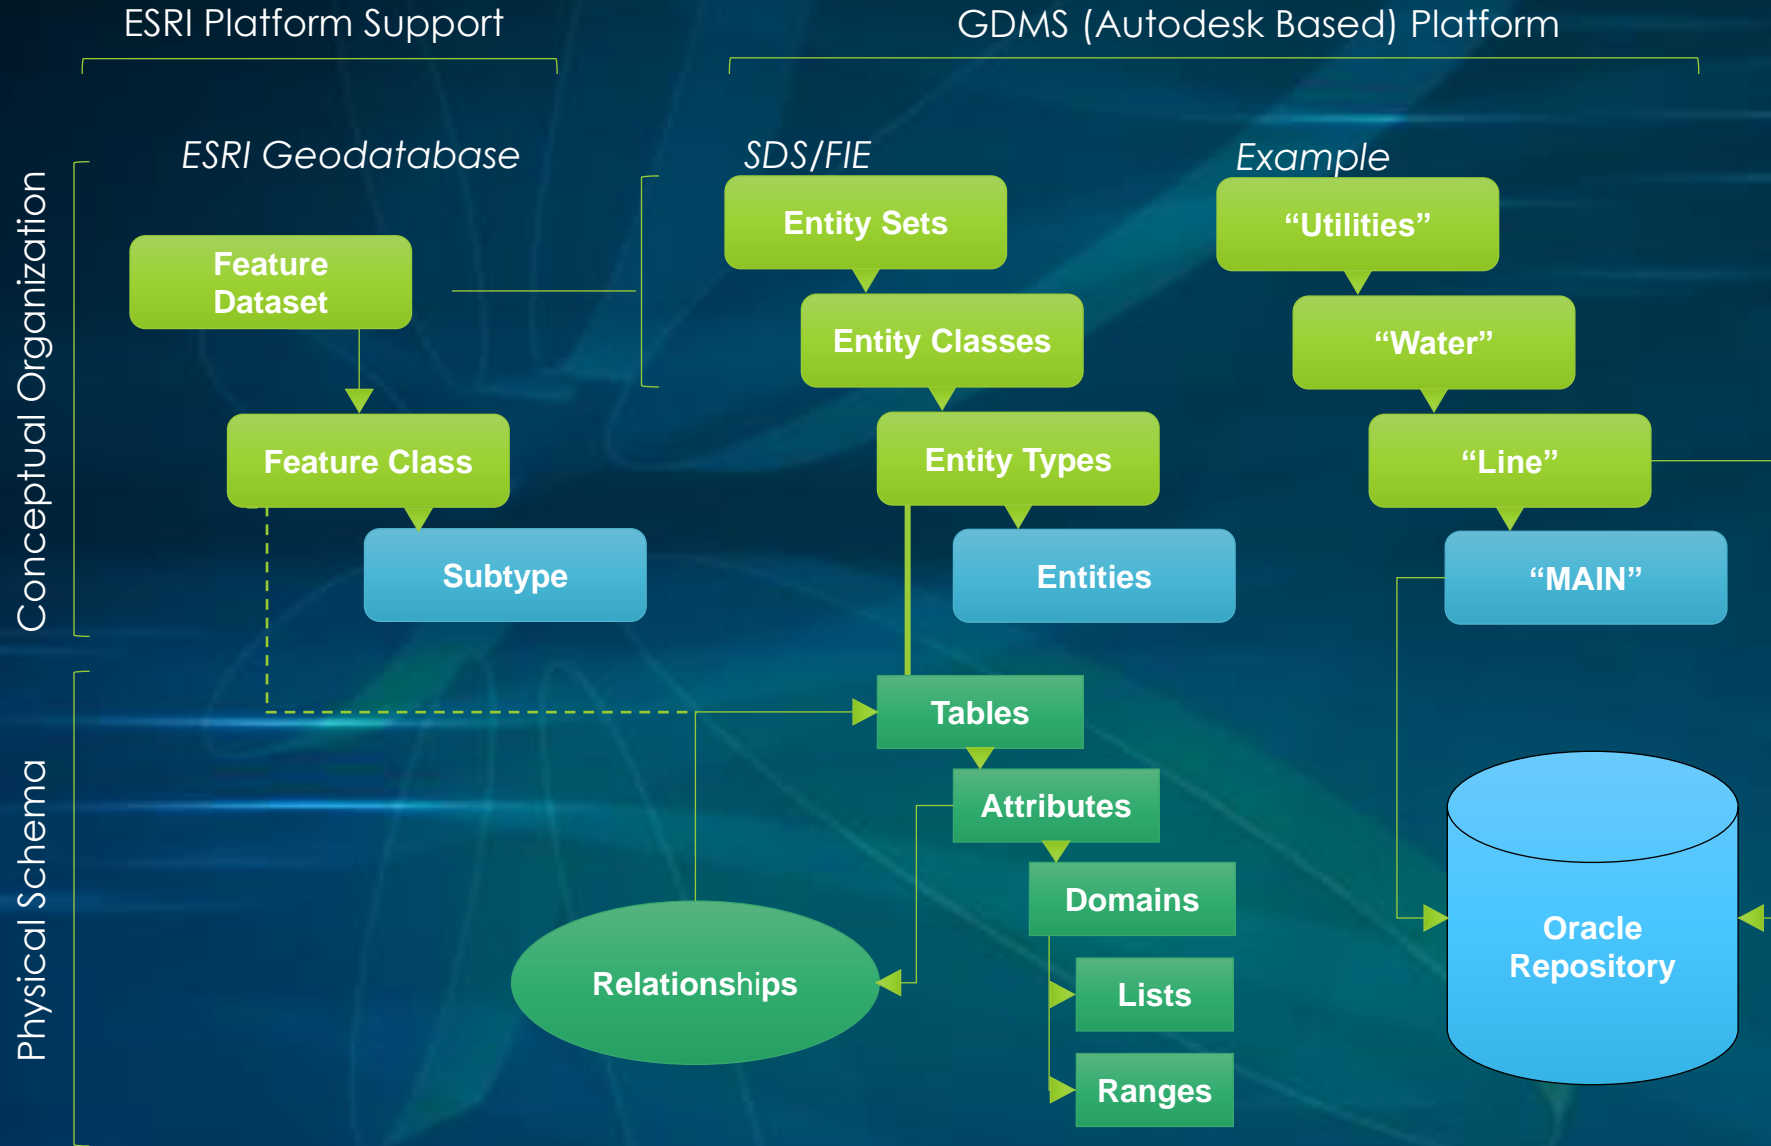 ESRI Platform Support
GDMS (Autodesk Based) Platform
Conceptual Organization
ESRI Geodatabase
SDS/FIE
Example
Feature
Dataset
Feature Class
Subtype
Entity Sets
Entity Classes
Entity Types
Entities
“Utilities”
“Water”
“Line”
“MAIN”
Physical Schema
Tables
Attributes
Domains
Lists
Ranges
Relationships
Oracle
Repository